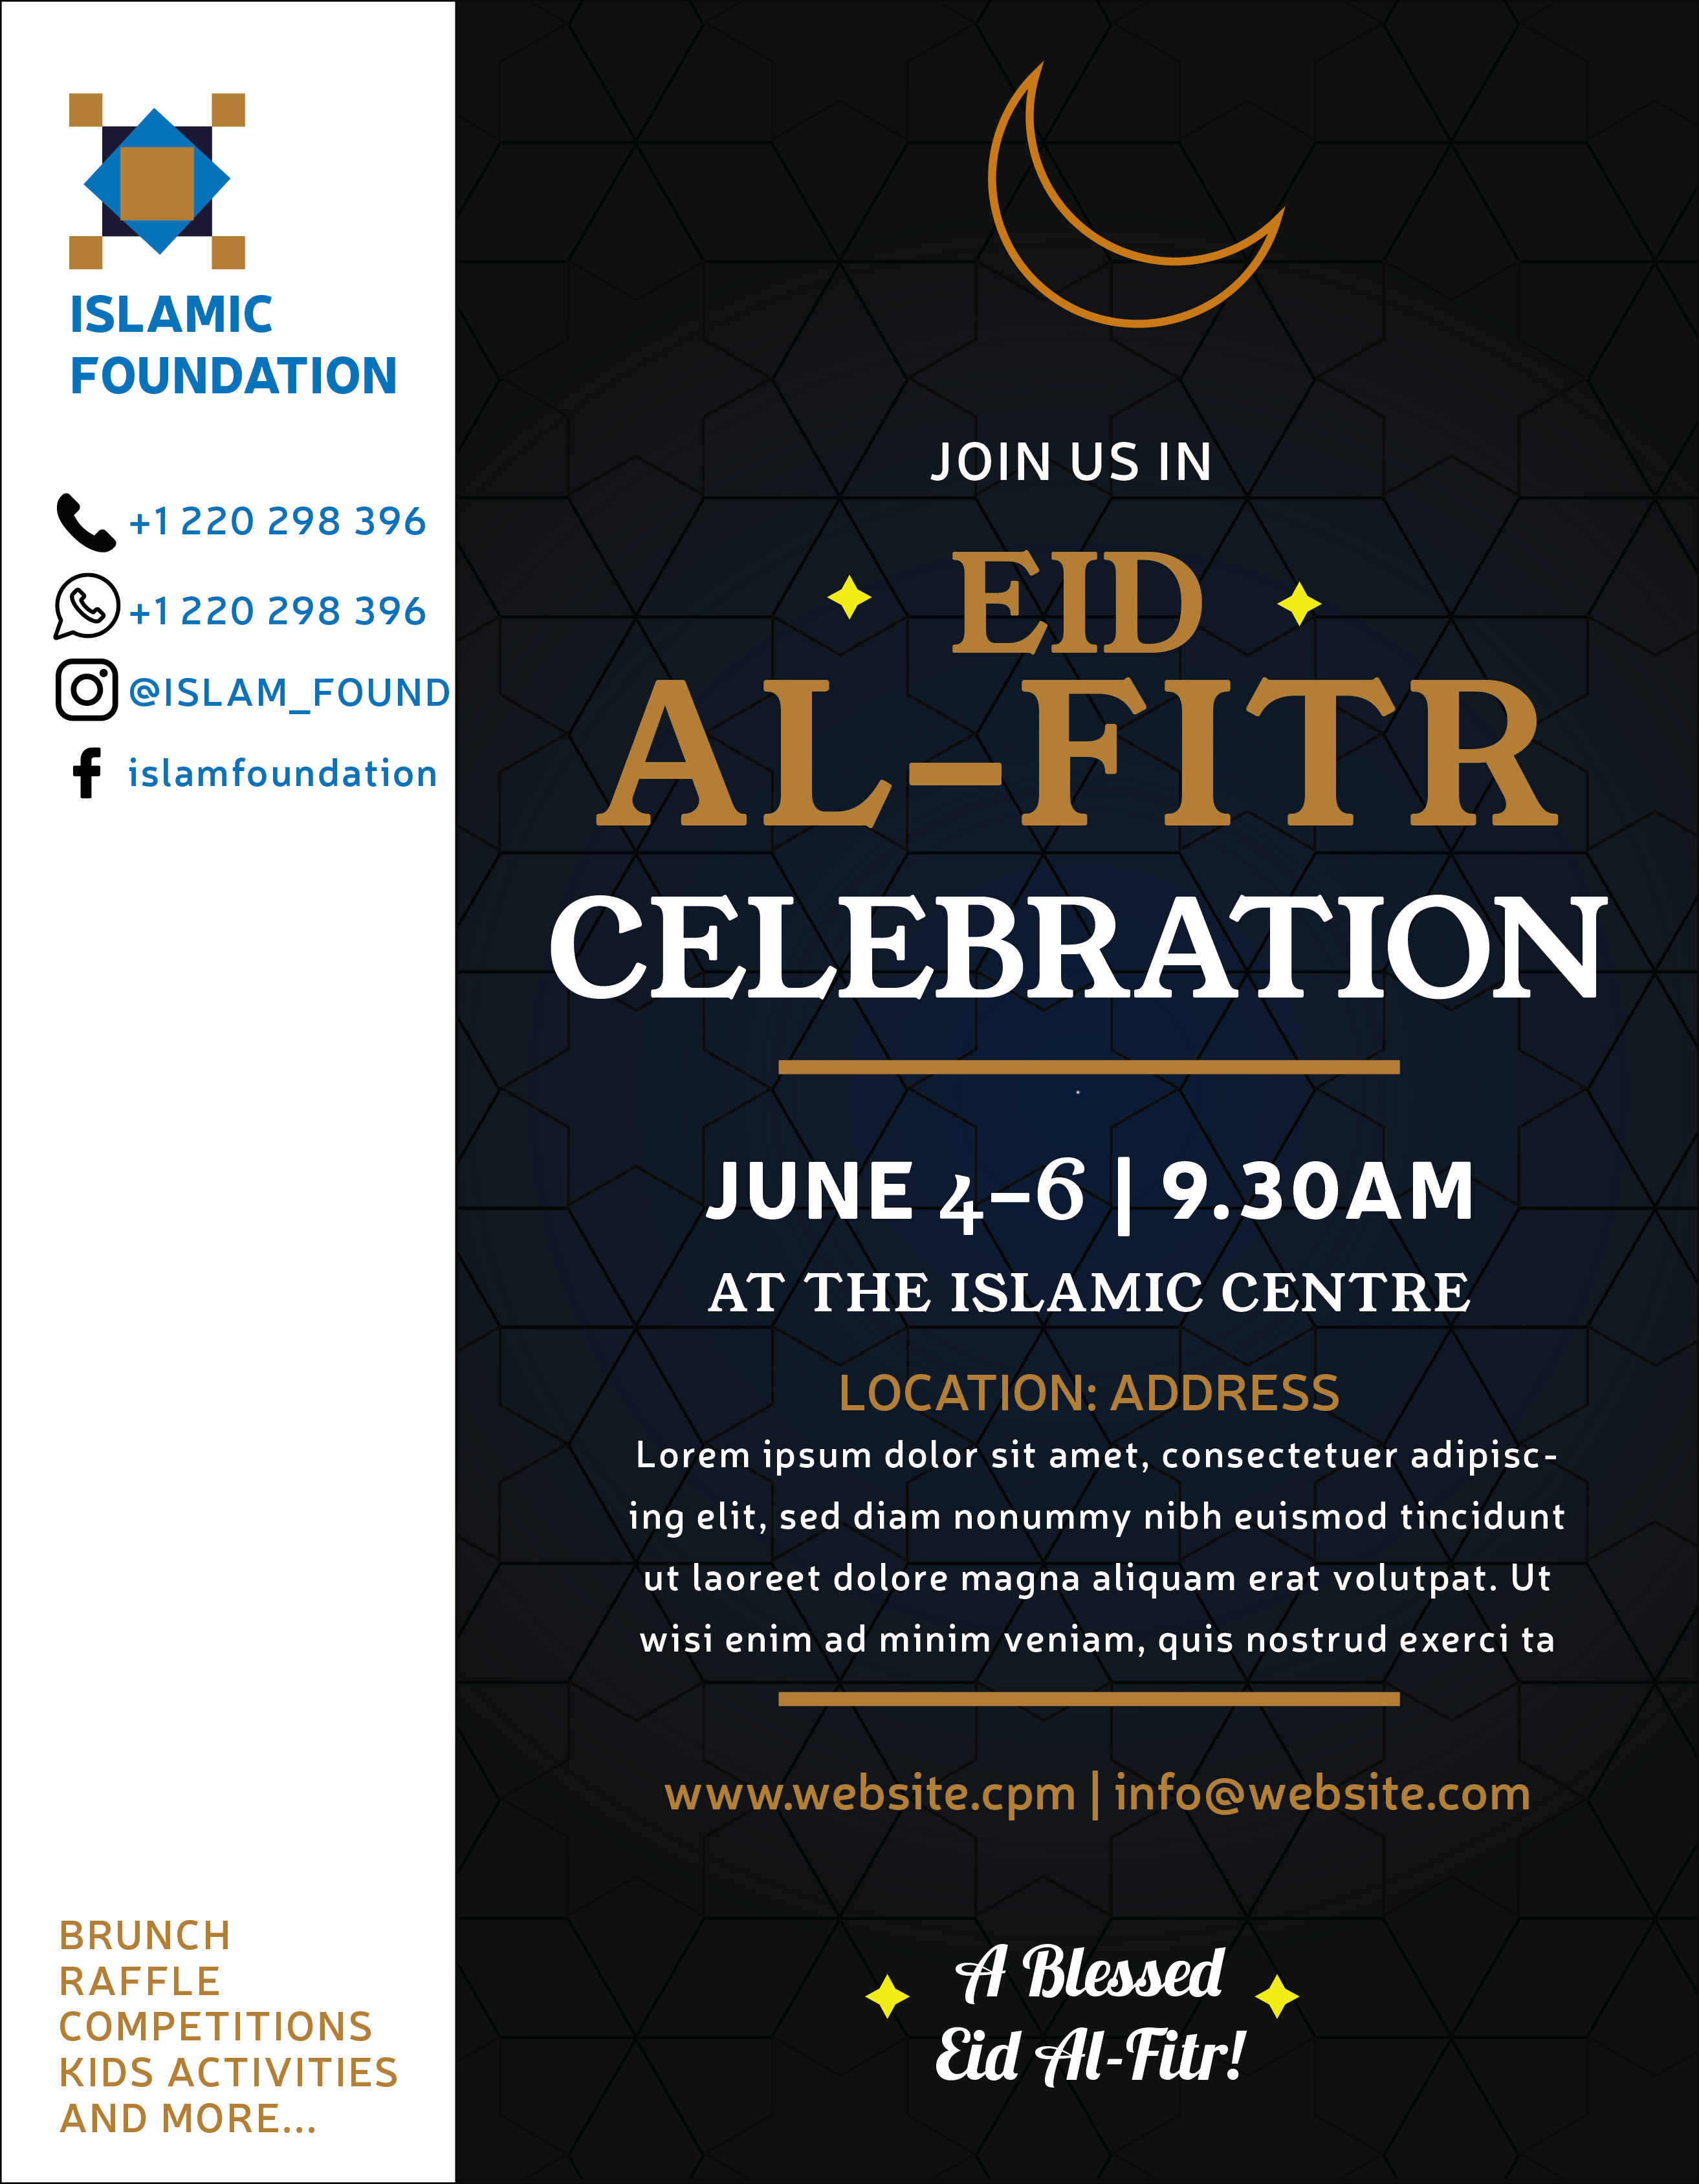 ISLAMIC
FOUNDATION
+1 220 298 396
+1 220 298 396
@ISLAM_FOUND
islamfoundation
BRUNCH
RAFFLE
COMPETITIONS
KIDS ACTIVITIES
AND MORE...
JOIN US IN
EID
AL-FITR
CELEBRATION
JUNE 4-6 | 9.30AM
AT THE ISLAMIC CENTRE
LOCATION: ADDRESS
Lorem ipsum dolor sit amet, consectetuer adipisc-
ing elit, sed diam nonummy nibh euismod tincidunt
ut laoreet dolore magna aliquam erat volutpat. Ut
wisi enim ad minim veniam, quis nostrud exerci ta
www.website.cpm | info@website.com
A Blessed
Eid Al-Fitr!